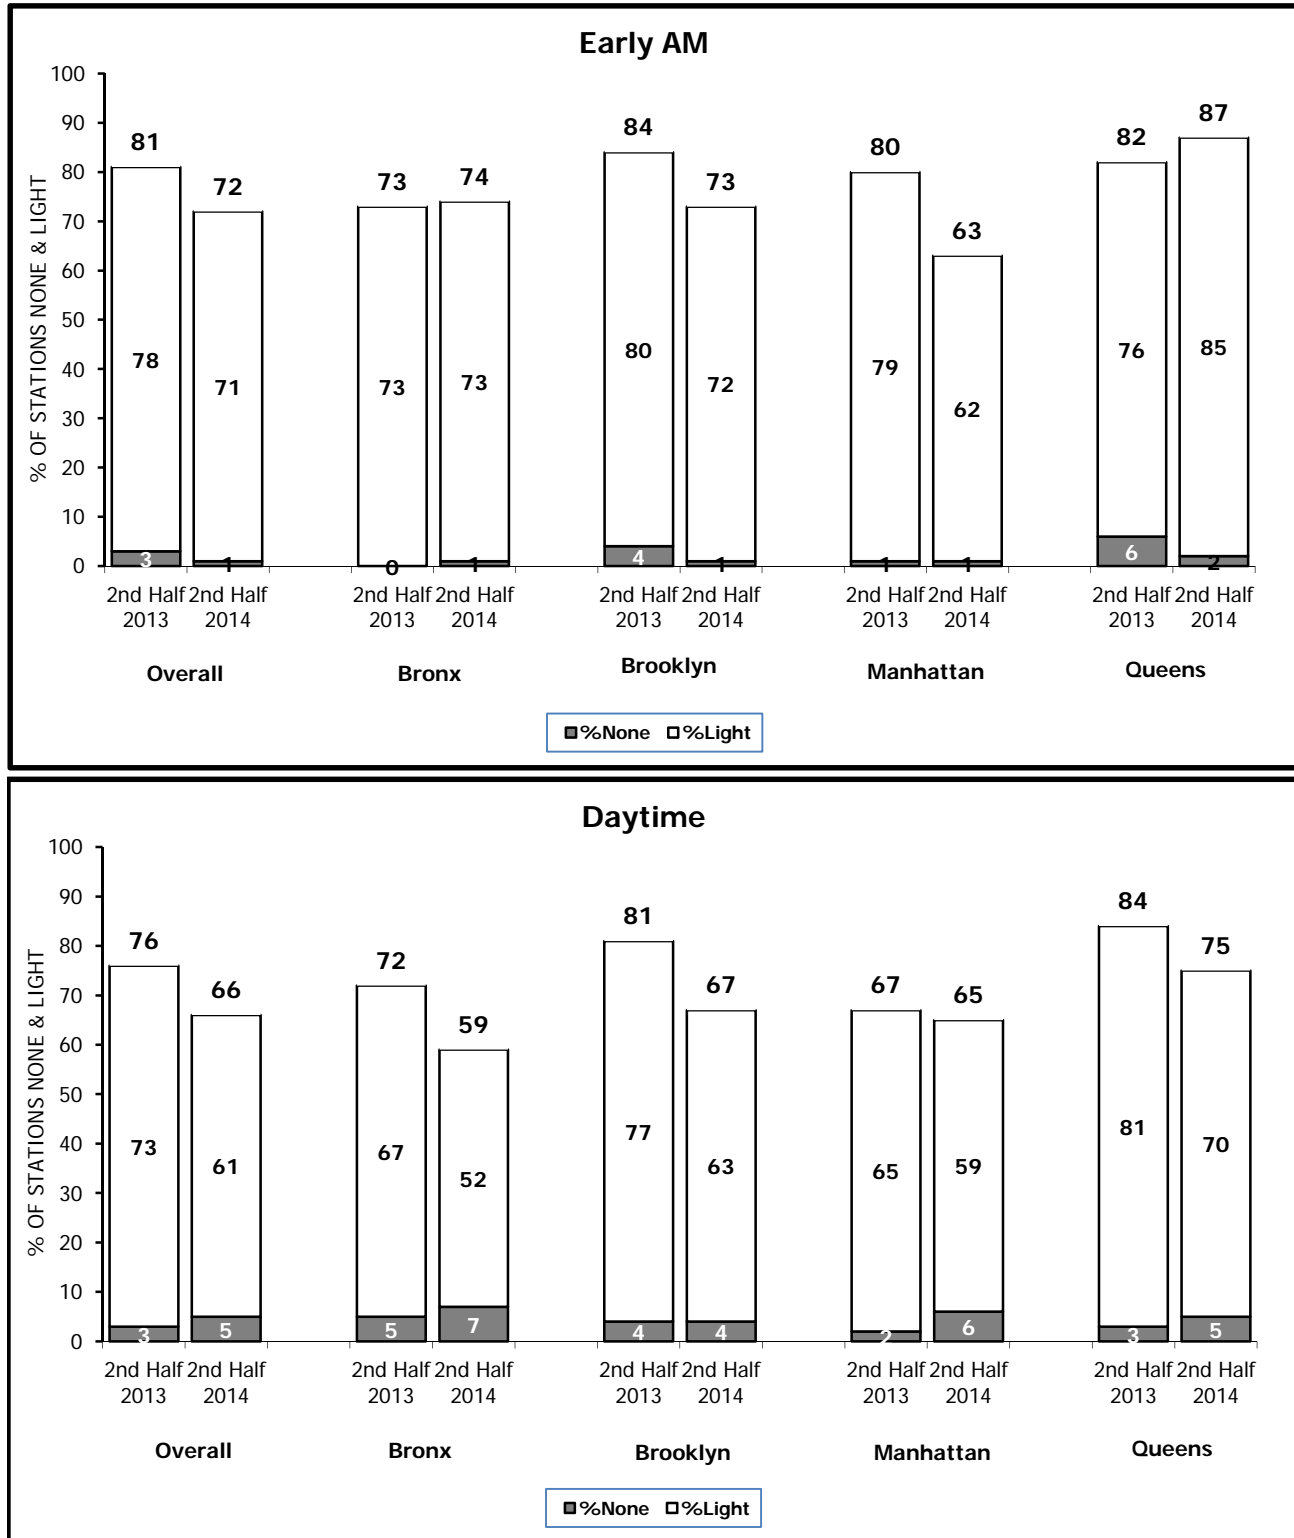 Early AM
% OF STATIONS NONE & LIGHT
100
90
80
70
60
50
40
30
20
10
0
81 72 73 74 84 73 80 63 82 87
78 71 73 73 80 72 79 62 76 85
3 1 0 1 4 1 1 1 6 2
2nd Half 2nd Half 2nd Half 2nd Half 2nd Half 2nd Half 2nd Half 2nd Half 2nd Half 2nd Half
2013 2014 2013 2014 2013 2014 2013 2014 2013 2014
Overall Bronx Brooklyn Manhattan Queens
%None %Light
Daytime
% OF STATIONS NONE & LIGHT
100
90
80
70
60
50
40
30
20
10
0
76 66 72 59 81 67 67 65 84 75
73 61 67 52 77 63 65 59 81 70
3 5 5 7 4 4 2 6 3 5
2nd Half 2nd Half 2nd Half 2nd Half 2nd Half 2nd Half 2nd Half 2nd Half 2nd Half 2nd Half
2013 2014 2013 2014 2013 2014 2013 2014 2013 2014
Overall Bronx Brooklyn Manhattan Queens
%None %Light